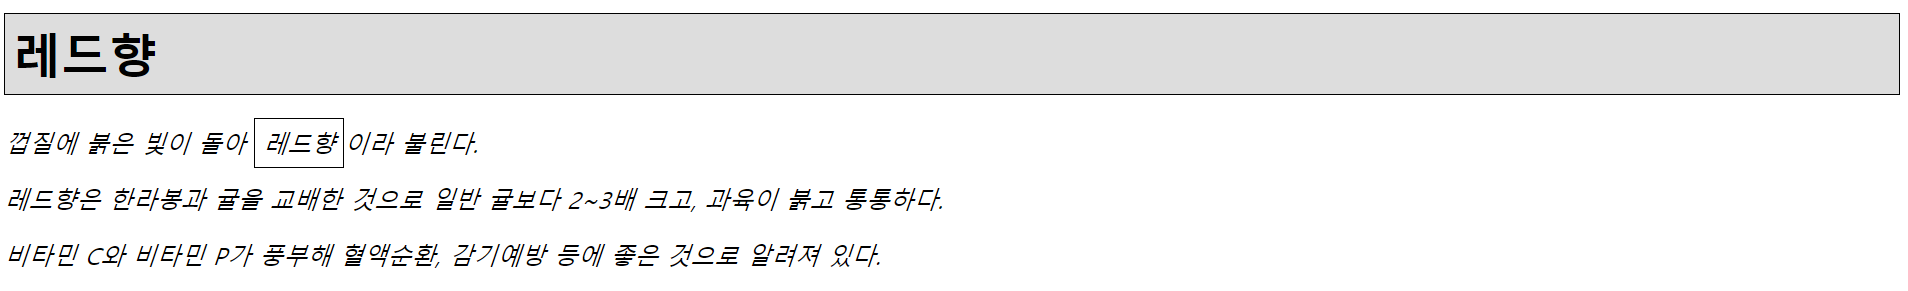 레드향
껍질에 붉은 빛이 돌아 레드향이라 불린다.
레드향은 한라봉과 귤을 교배한 것으로 일반 귤보다 2~3배 크고, 과육이 붉고 통통하다.
비타민 C와 비타민 P가 풍부해 혈액순환, 감기예방 등에 좋은 것으로 알려져 있다.